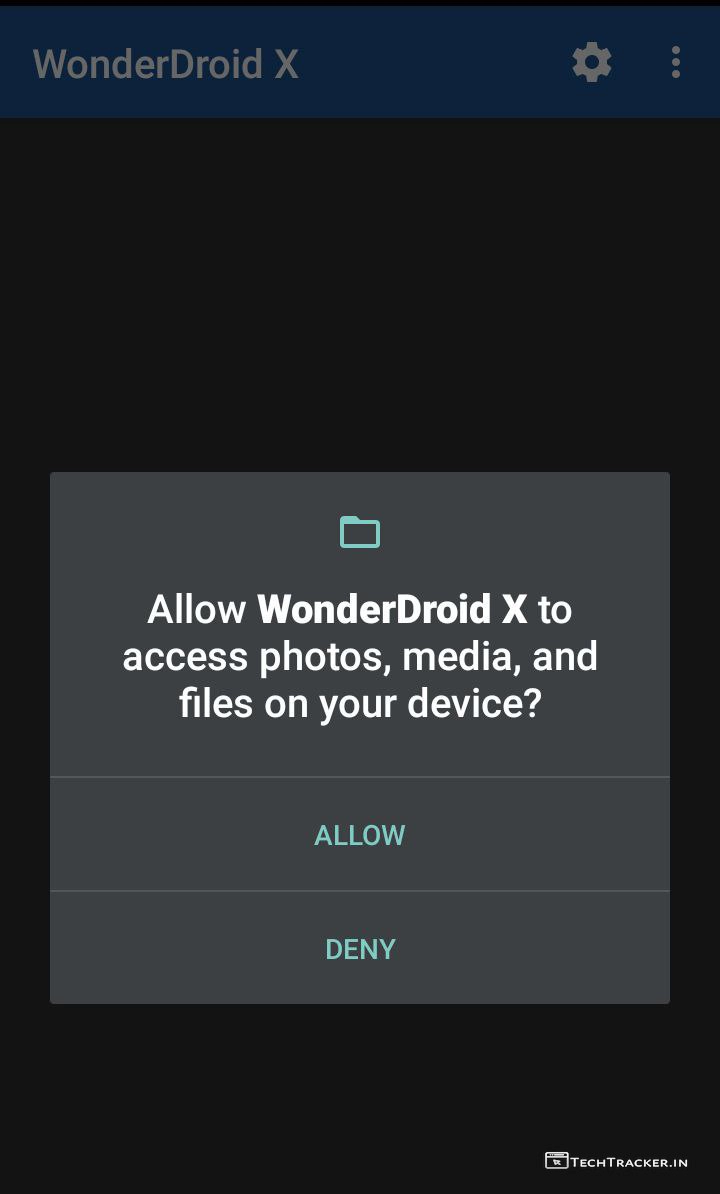 WonderDroid X
Allow WonderDroid X to
access photos, media, and
files on your device?
ALLOW
DENY
TECHTRACKER.IN